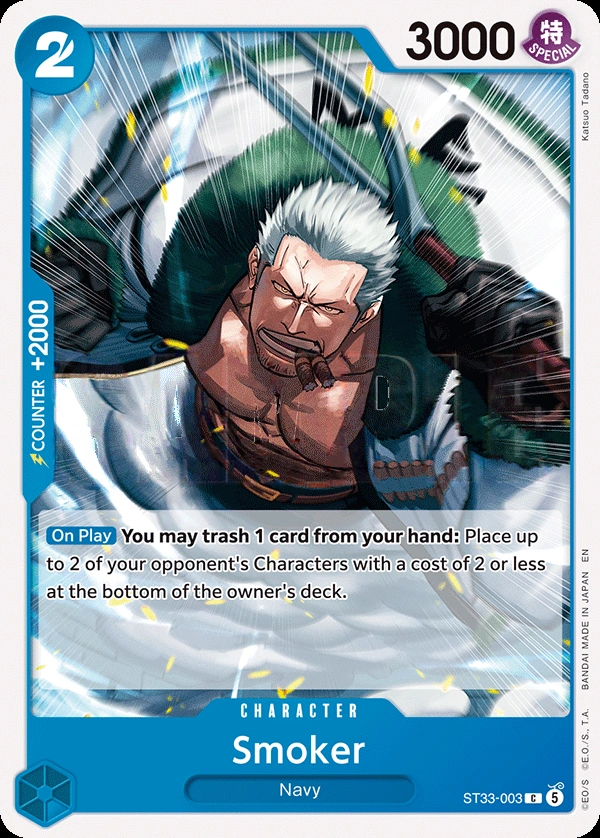 2
3000
特
SPECIAL
Katsuo Tadano
COUNTER +2000
On Play You may trash 1 card from your hand: Place up
to 2 of your opponent's Characters with a cost of 2 or less
at the bottom of the owner's deck.
CHARACTER
Smoker
Navy
ST33-003 C 5
©EO/S ©E.O./S., T.A. BANDAI MADE IN JAPAN EN